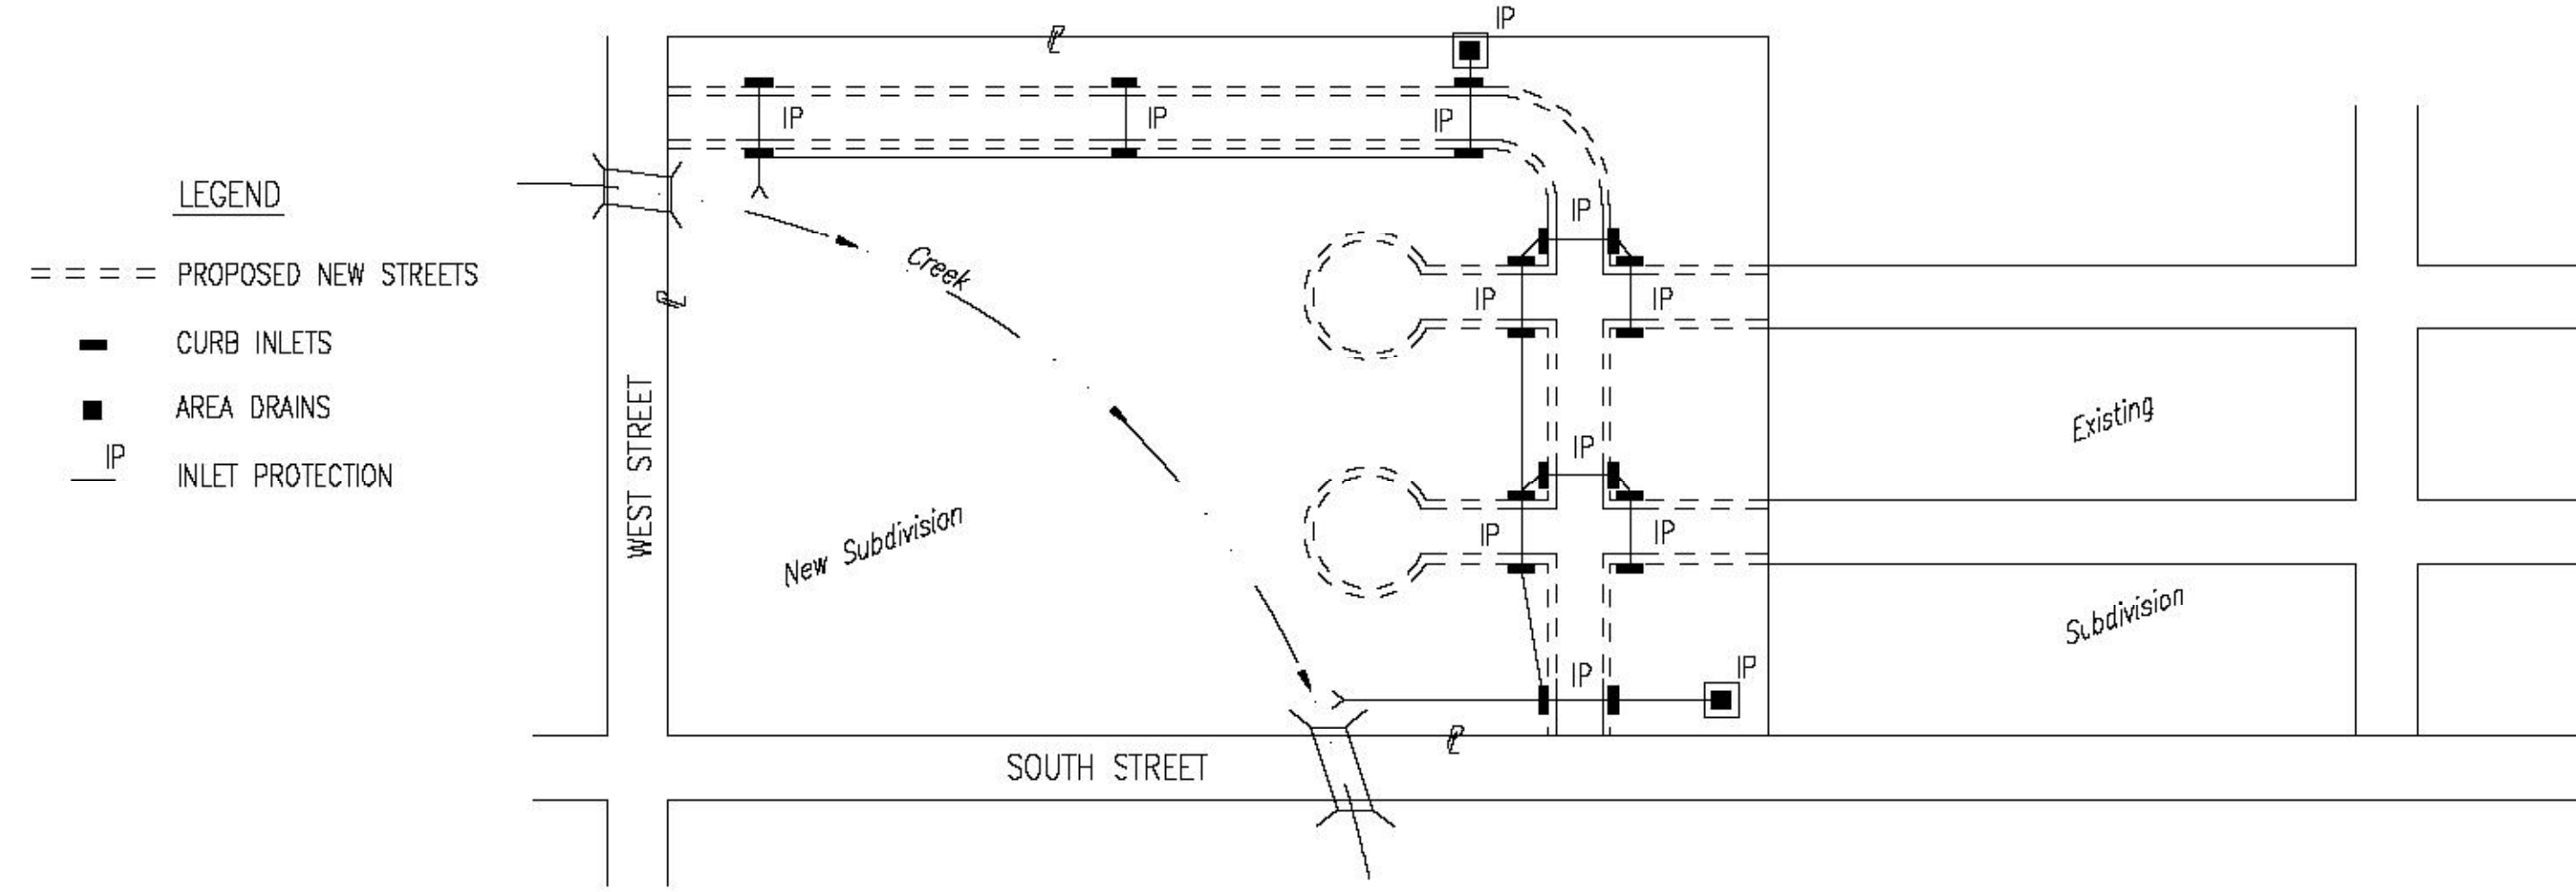 LEGEND
PROPOSED NEW STREETS
CURB INLETS
AREA DRAINS
IP
INLET PROTECTION
WEST STREET
IP
IP
IP
IP
IP
IP
IP
IP
IP
IP
IP
IP
Creek
New Subdivision
SOUTH STREET
Existing
Subdivision